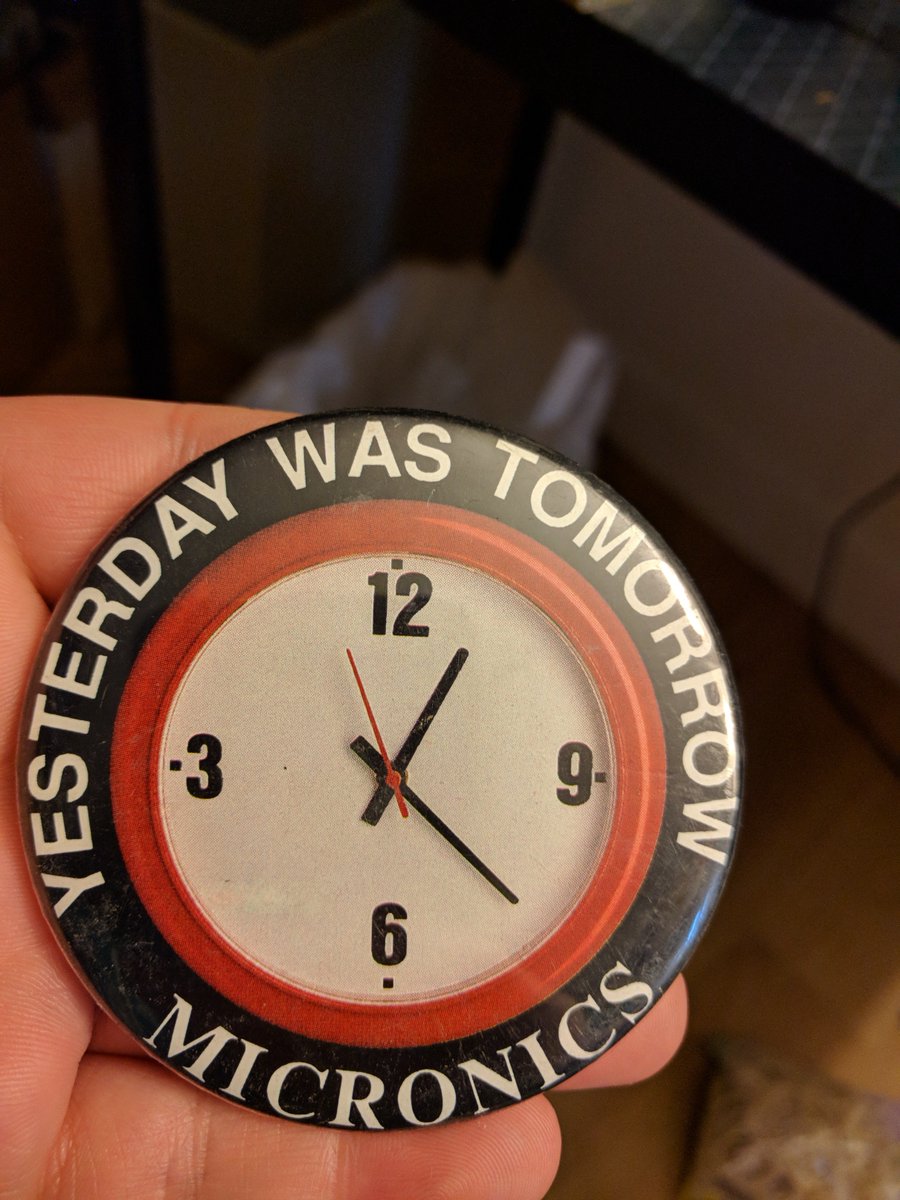 YESTERDAY WAS TOMORROW
12
3
9
6
MICRONICS